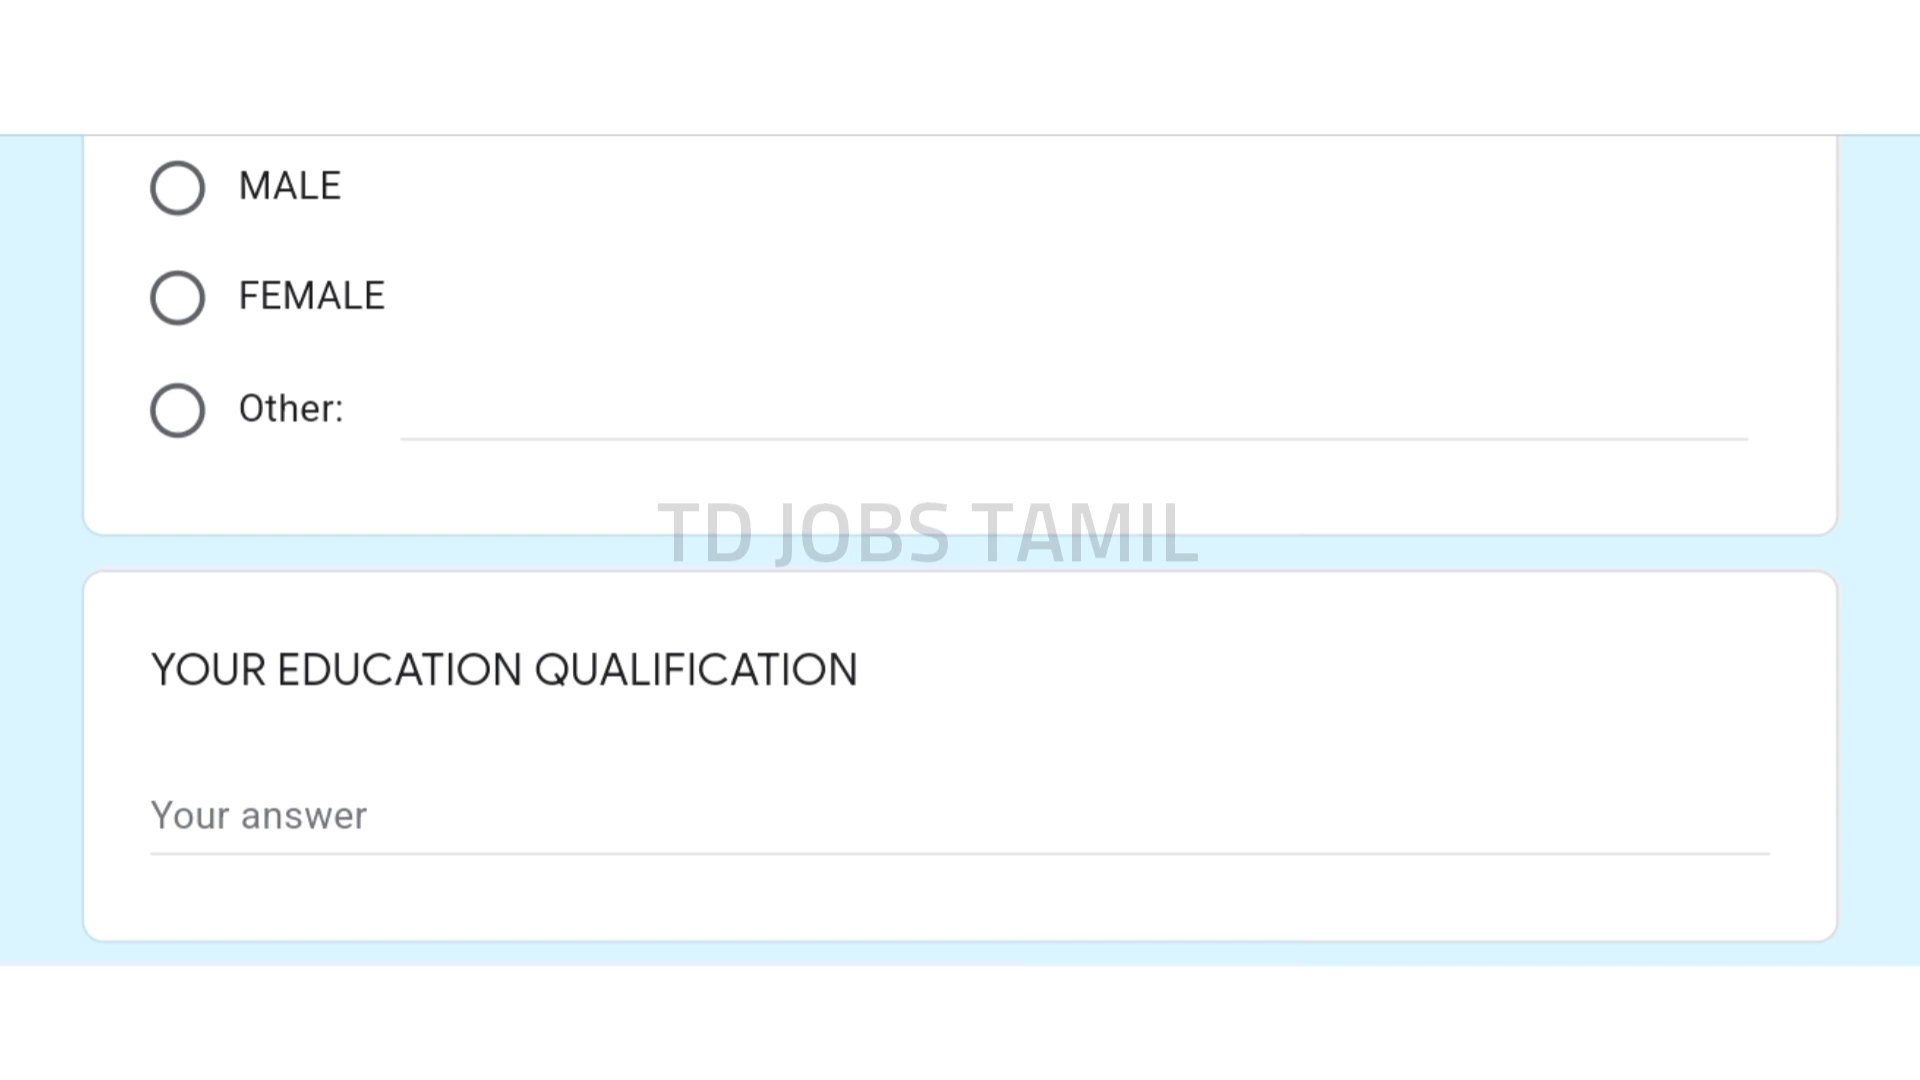 MALE
FEMALE
Other:
TD JOBS TAMIL
YOUR EDUCATION QUALIFICATION
Your answer